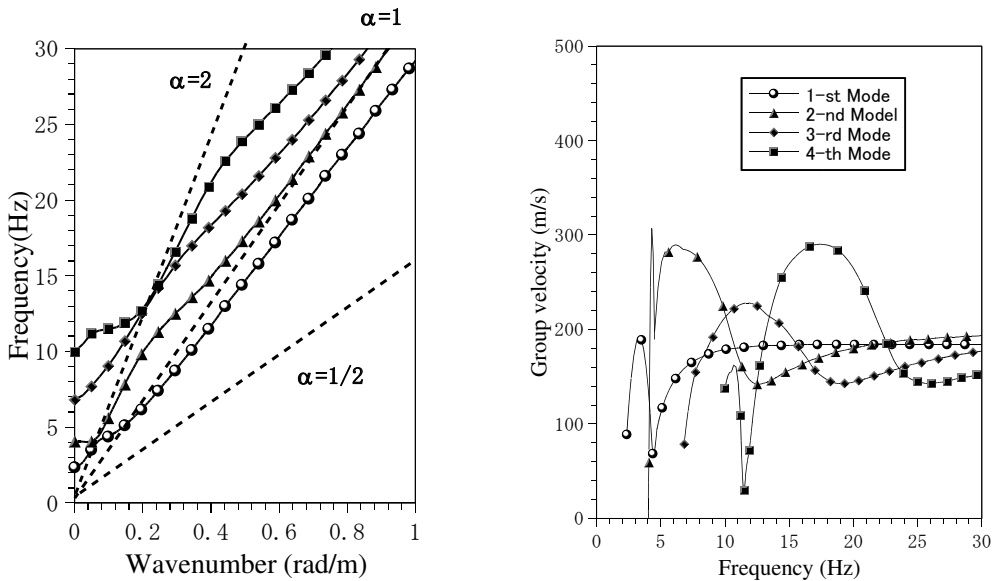 α=1
30
α=2
25
20
15
10
α=1/2
5
0
0 0.2 0.4 0.6 0.8 1
Frequency(Hz)
Wavenumber (rad/m)
500
1-st Mode
2-nd Model
3-rd Mode
4-th Mode
400
300
200
100
0
0 5 10 15 20 25 30
Group velocity (m/s)
Frequency (Hz)